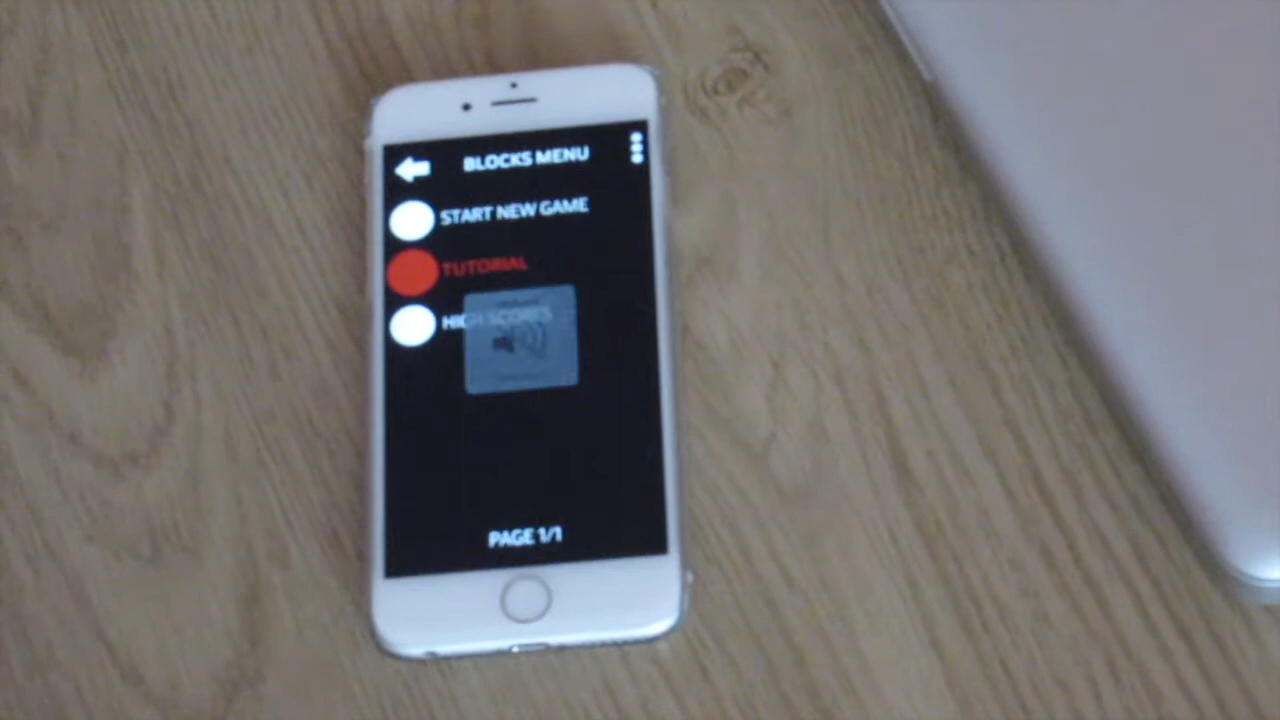 BLOCKS MENU
START NEW GAME
TUTORIAL
HIGH SCORES
PAGE 1/1